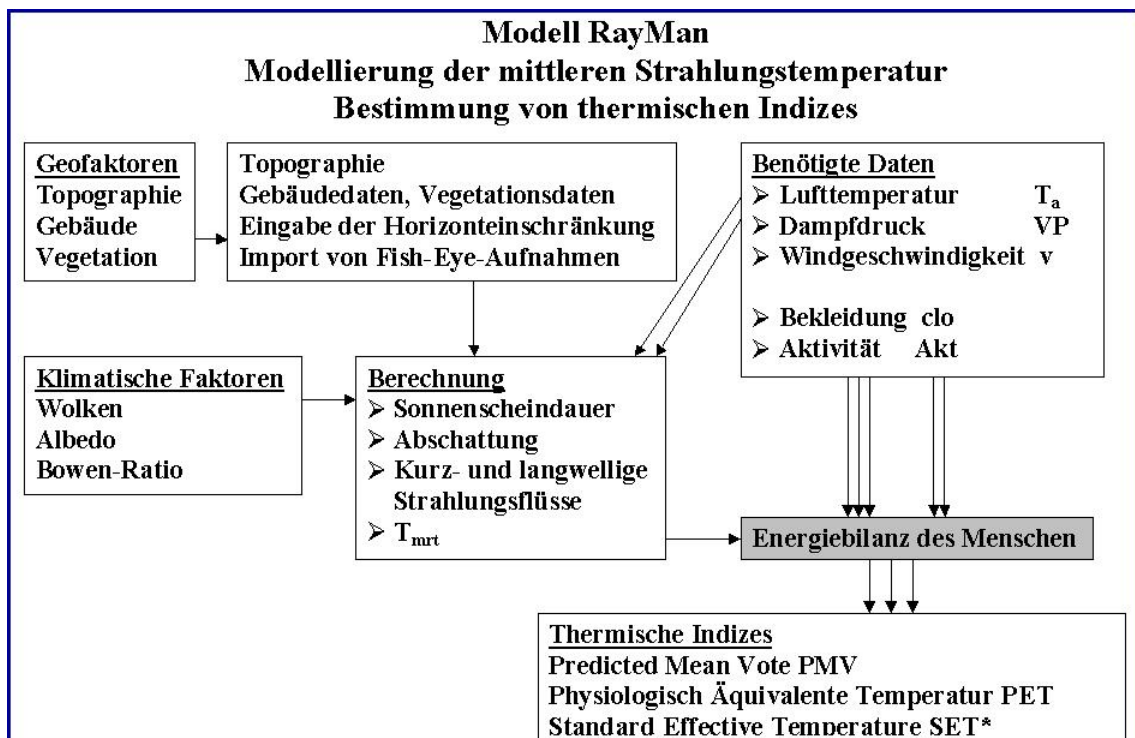 Modell RayMan
Modellierung der mittleren Strahlungstemperatur
Bestimmung von thermischen Indizes
Geofaktoren
Topographie
Gebäude
Vegetation
Topographie
Gebäudedaten, Vegetationsdaten
Eingabe der Horizonteinschränkung
Import von Fish-Eye-Aufnahmen
Benötigte Daten
➢ Lufttemperatur Ta
➢ Dampfdruck VP
➢ Windgeschwindigkeit v
➢ Bekleidung clo
➢ Aktivität Akt
Klimatische Faktoren
Wolken
Albedo
Bowen-Ratio
Berechnung
➢ Sonnenscheindauer
➢ Abschattung
➢ Kurz- und langwellige
Strahlungsflüsse
➢ Tmrt
Energiebilanz des Menschen
Thermische Indizes
Predicted Mean Vote PMV
Physiologisch Äquivalente Temperatur PET
Standard Effective Temperature SET*